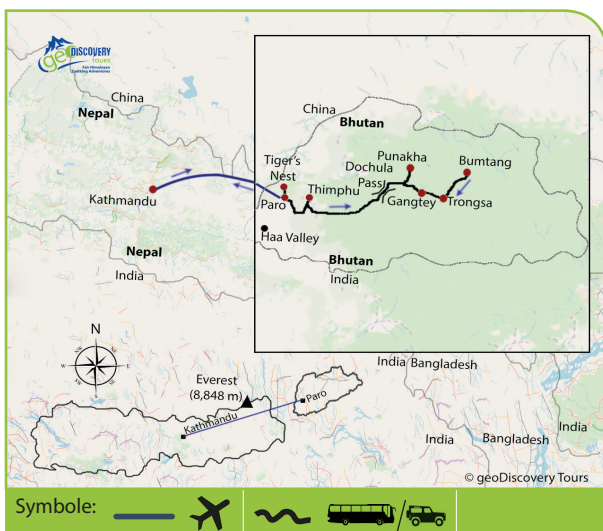 geo DISCOVERY
TOURS
Fair Himalayan
Trekking Adventures
China
Nepal
China
Bhutan
Tiger's
Nest
Punakha
Dochula
Pass
Bumtang
Kathmandu
Paro
Thimphu
Gangtey
Trongsa
Haa Valley
Nepal
India
Bhutan
India
N
W
E
S
Everest
(8,848 m)
Kathmandu
Paro
India
Bangladesh
India
India
Bangladesh
© geoDiscovery Tours
Symbole:
/